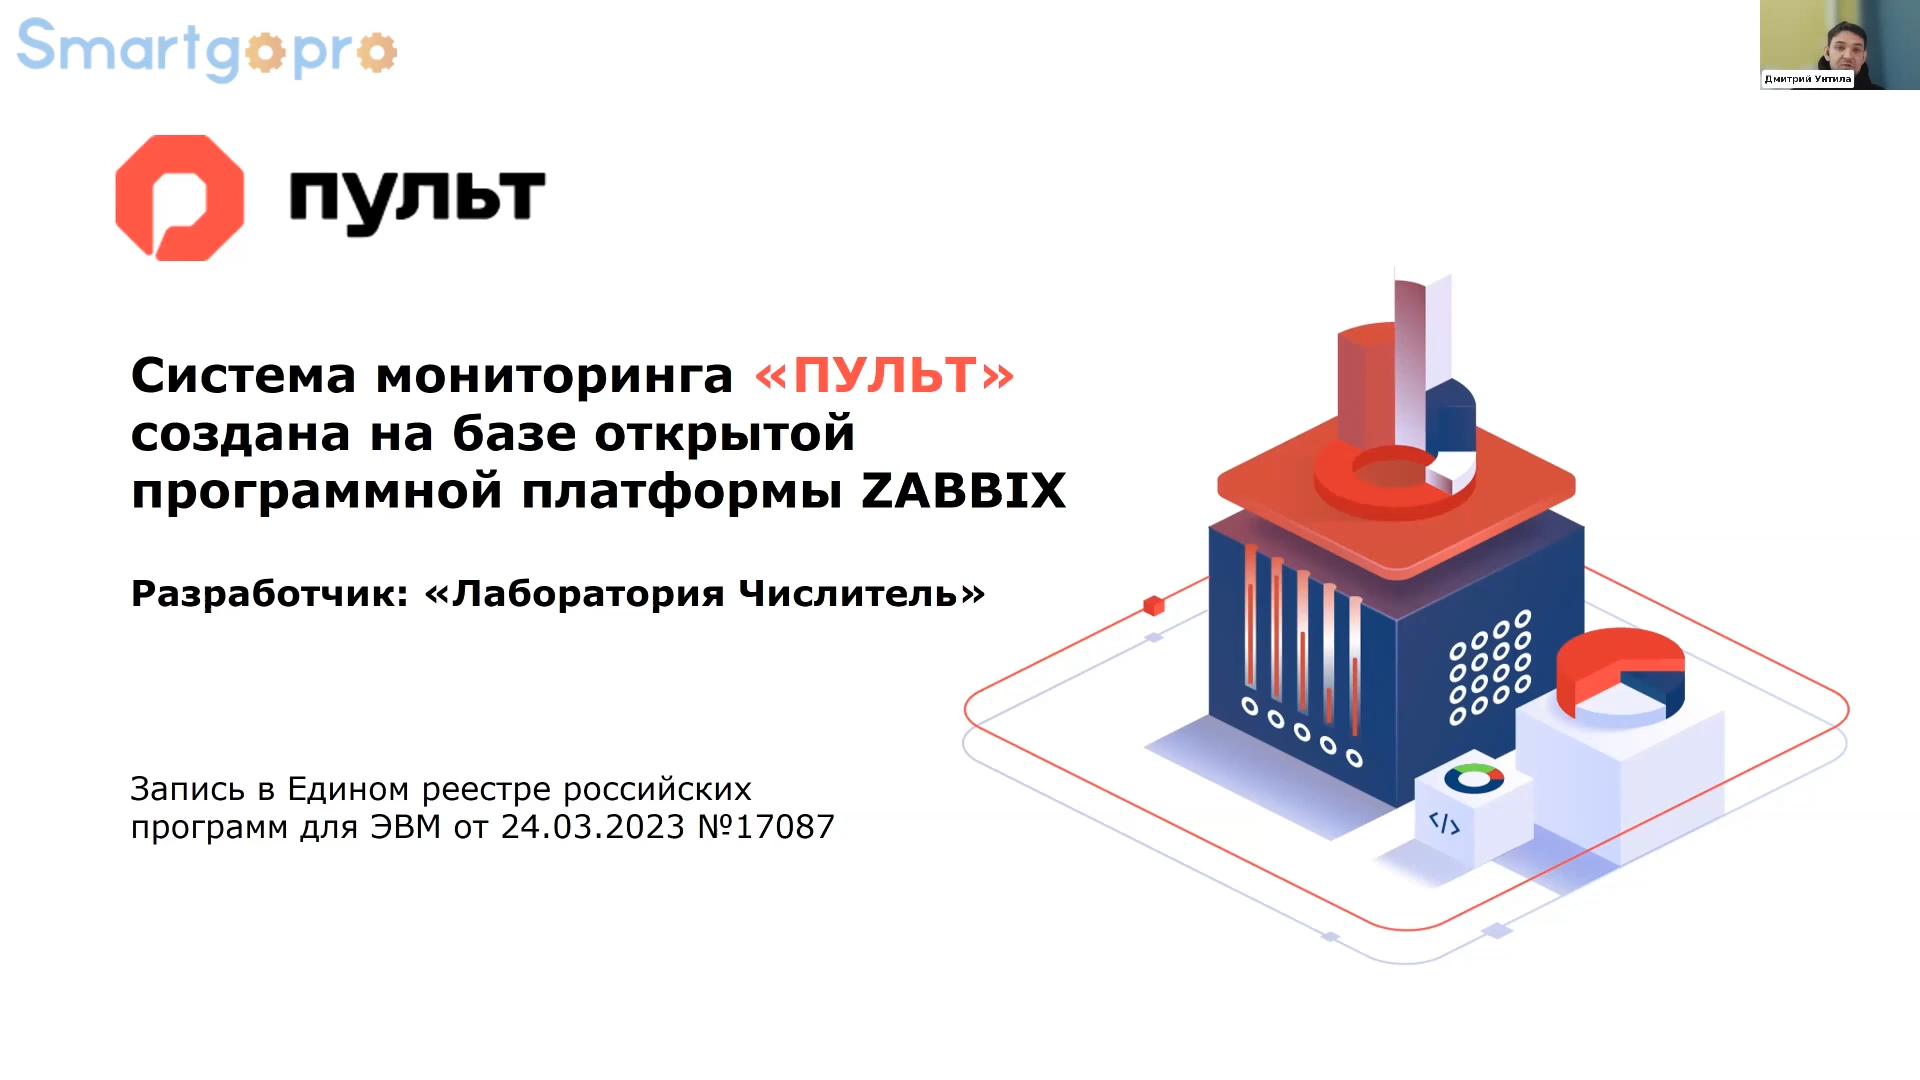 Smartgopro
Дмитрий Унтила
пульт
Система мониторинга «ПУЛЬТ»
создана на базе открытой
программной платформы ZABBIX
Разработчик: «Лаборатория Числитель»
Запись в Едином реестре российских
программ для ЭВМ от 24.03.2023 №17087
</>